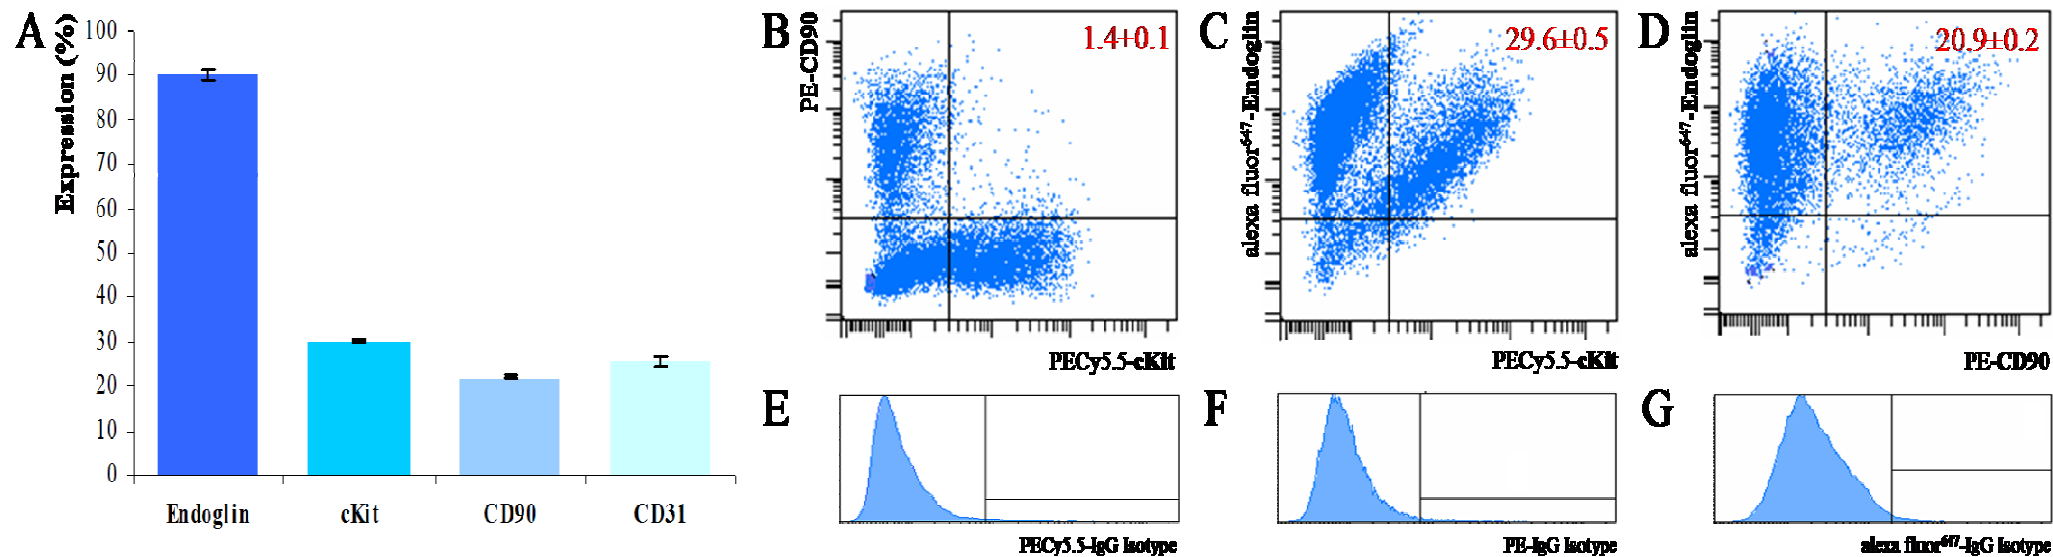 A
Expression (%)
100
90
80
70
60
50
40
30
20
10
0
Endoglin cKit CD90 CD31
B
PE-CD90
1.4±0.1
PECy5.5-cKit
C
alexa fluor⁶⁴⁷-Endoglin
29.6±0.5
PECy5.5-cKit
D
alexa fluor⁶⁴⁷-Endoglin
20.9±0.2
PE-CD90
E
PECy5.5-IgG Isotype
F
PE-IgG Isotype
G
alexa fluor⁶⁴⁷-IgG Isotype